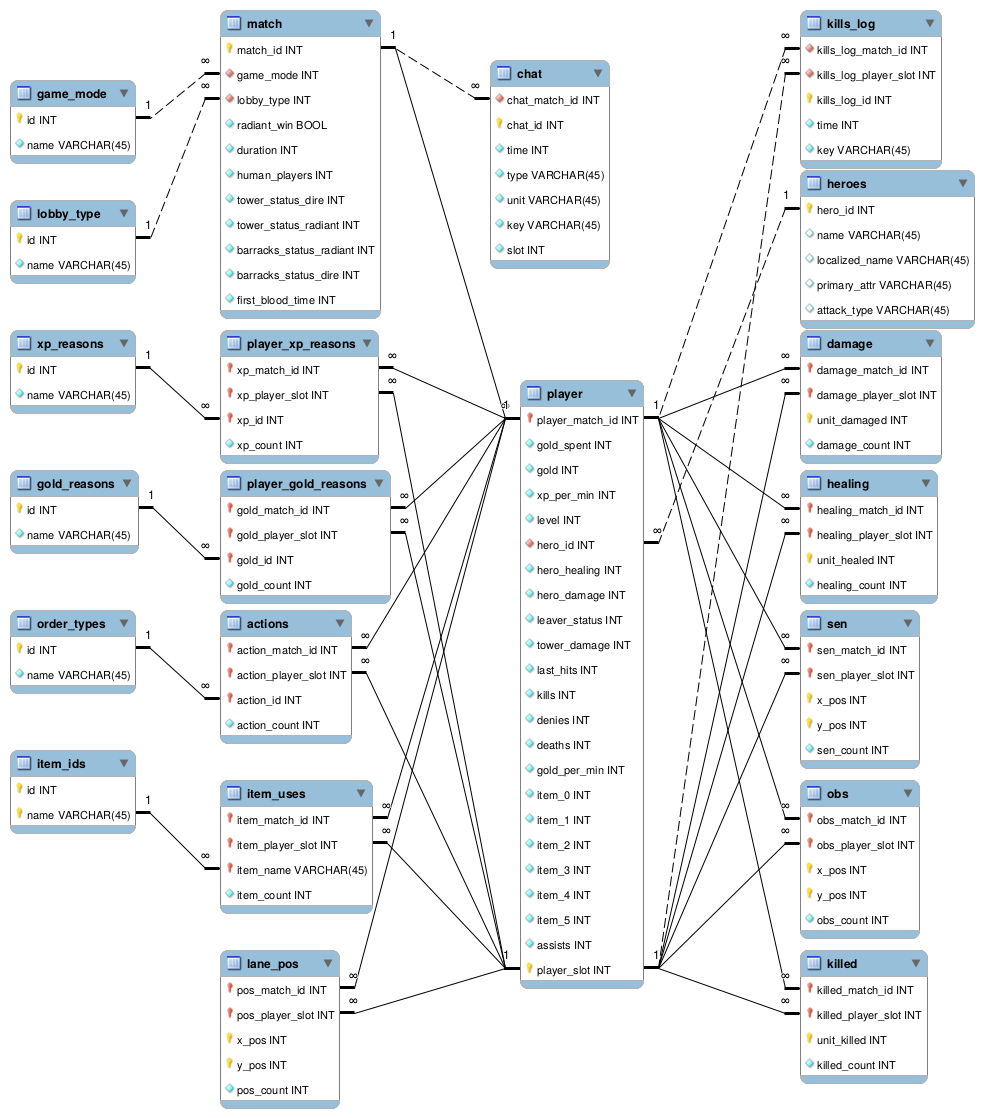 match
match_id INT
game_mode INT
lobby_type INT
radiant_win BOOL
duration INT
human_players INT
tower_status_dire INT
tower_status_radiant INT
barracks_status_radiant INT
barracks_status_dire INT
first_blood_time INT
game_mode
id INT
name VARCHAR(45)
lobby_type
id INT
name VARCHAR(45)
chat
chat_match_id INT
chat_id INT
time INT
type VARCHAR(45)
unit VARCHAR(45)
key VARCHAR(45)
slot INT
kills_log
kills_log_match_id INT
kills_log_player_slot INT
kills_log_id INT
time INT
key VARCHAR(45)
heroes
hero_id INT
name VARCHAR(45)
localized_name VARCHAR(45)
primary_attr VARCHAR(45)
attack_type VARCHAR(45)
xp_reasons
id INT
name VARCHAR(45)
player_xp_reasons
xp_match_id INT
xp_player_slot INT
xp_id INT
xp_count INT
gold_reasons
id INT
name VARCHAR(45)
player_gold_reasons
gold_match_id INT
gold_player_slot INT
gold_id INT
gold_count INT
order_types
id INT
name VARCHAR(45)
actions
action_match_id INT
action_player_slot INT
action_id INT
action_count INT
item_ids
id INT
name VARCHAR(45)
item_uses
item_match_id INT
item_player_slot INT
item_name VARCHAR(45)
item_count INT
lane_pos
pos_match_id INT
pos_player_slot INT
x_pos INT
y_pos INT
pos_count INT
player
player_match_id INT
gold_spent INT
gold INT
xp_per_min INT
level INT
hero_id INT
hero_healing INT
hero_damage INT
leaver_status INT
tower_damage INT
last_hits INT
kills INT
denies INT
deaths INT
gold_per_min INT
item_0 INT
item_1 INT
item_2 INT
item_3 INT
item_4 INT
item_5 INT
assists INT
player_slot INT
damage
damage_match_id INT
damage_player_slot INT
unit_damaged INT
damage_count INT
healing
healing_match_id INT
healing_player_slot INT
unit_healed INT
healing_count INT
sen
sen_match_id INT
sen_player_slot INT
x_pos INT
y_pos INT
sen_count INT
obs
obs_match_id INT
obs_player_slot INT
x_pos INT
y_pos INT
obs_count INT
killed
killed_match_id INT
killed_player_slot INT
unit_killed INT
killed_count INT